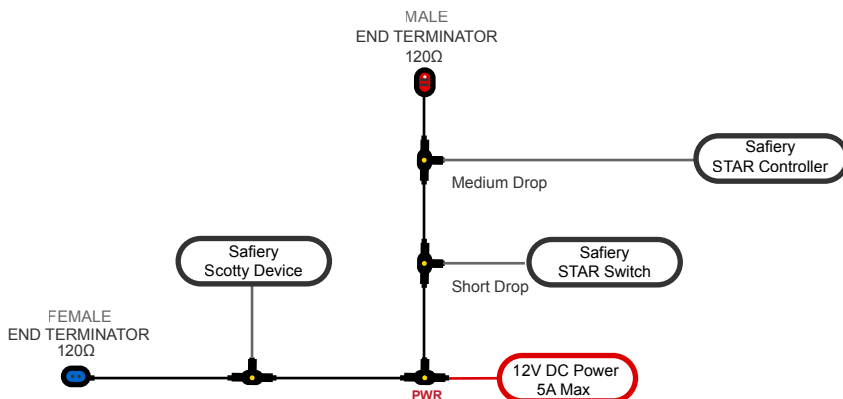 MALE
END TERMINATOR
120Ω
Safiery
STAR Controller
Medium Drop
Safiery
Scotty Device
Safiery
STAR Switch
Short Drop
FEMALE
END TERMINATOR
120Ω
12V DC Power
5A Max
PWR